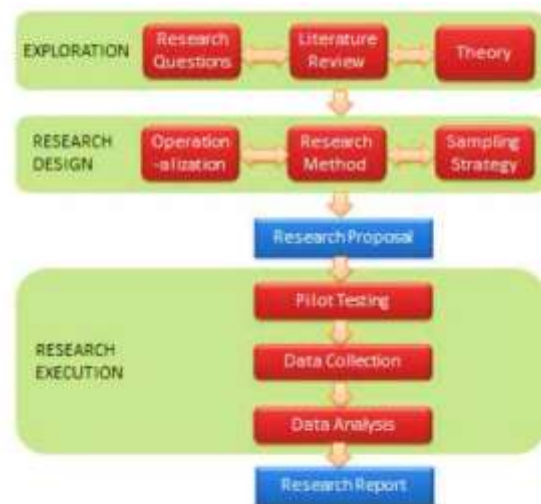 EXPLORATION
Research
Questions
Literature
Review
Theory
RESEARCH
DESIGN
Operation
-alization
Research
Method
Sampling
Strategy
Research Proposal
Pilot Testing
RESEARCH
EXECUTION
Data Collection
Data Analysis
Research Report